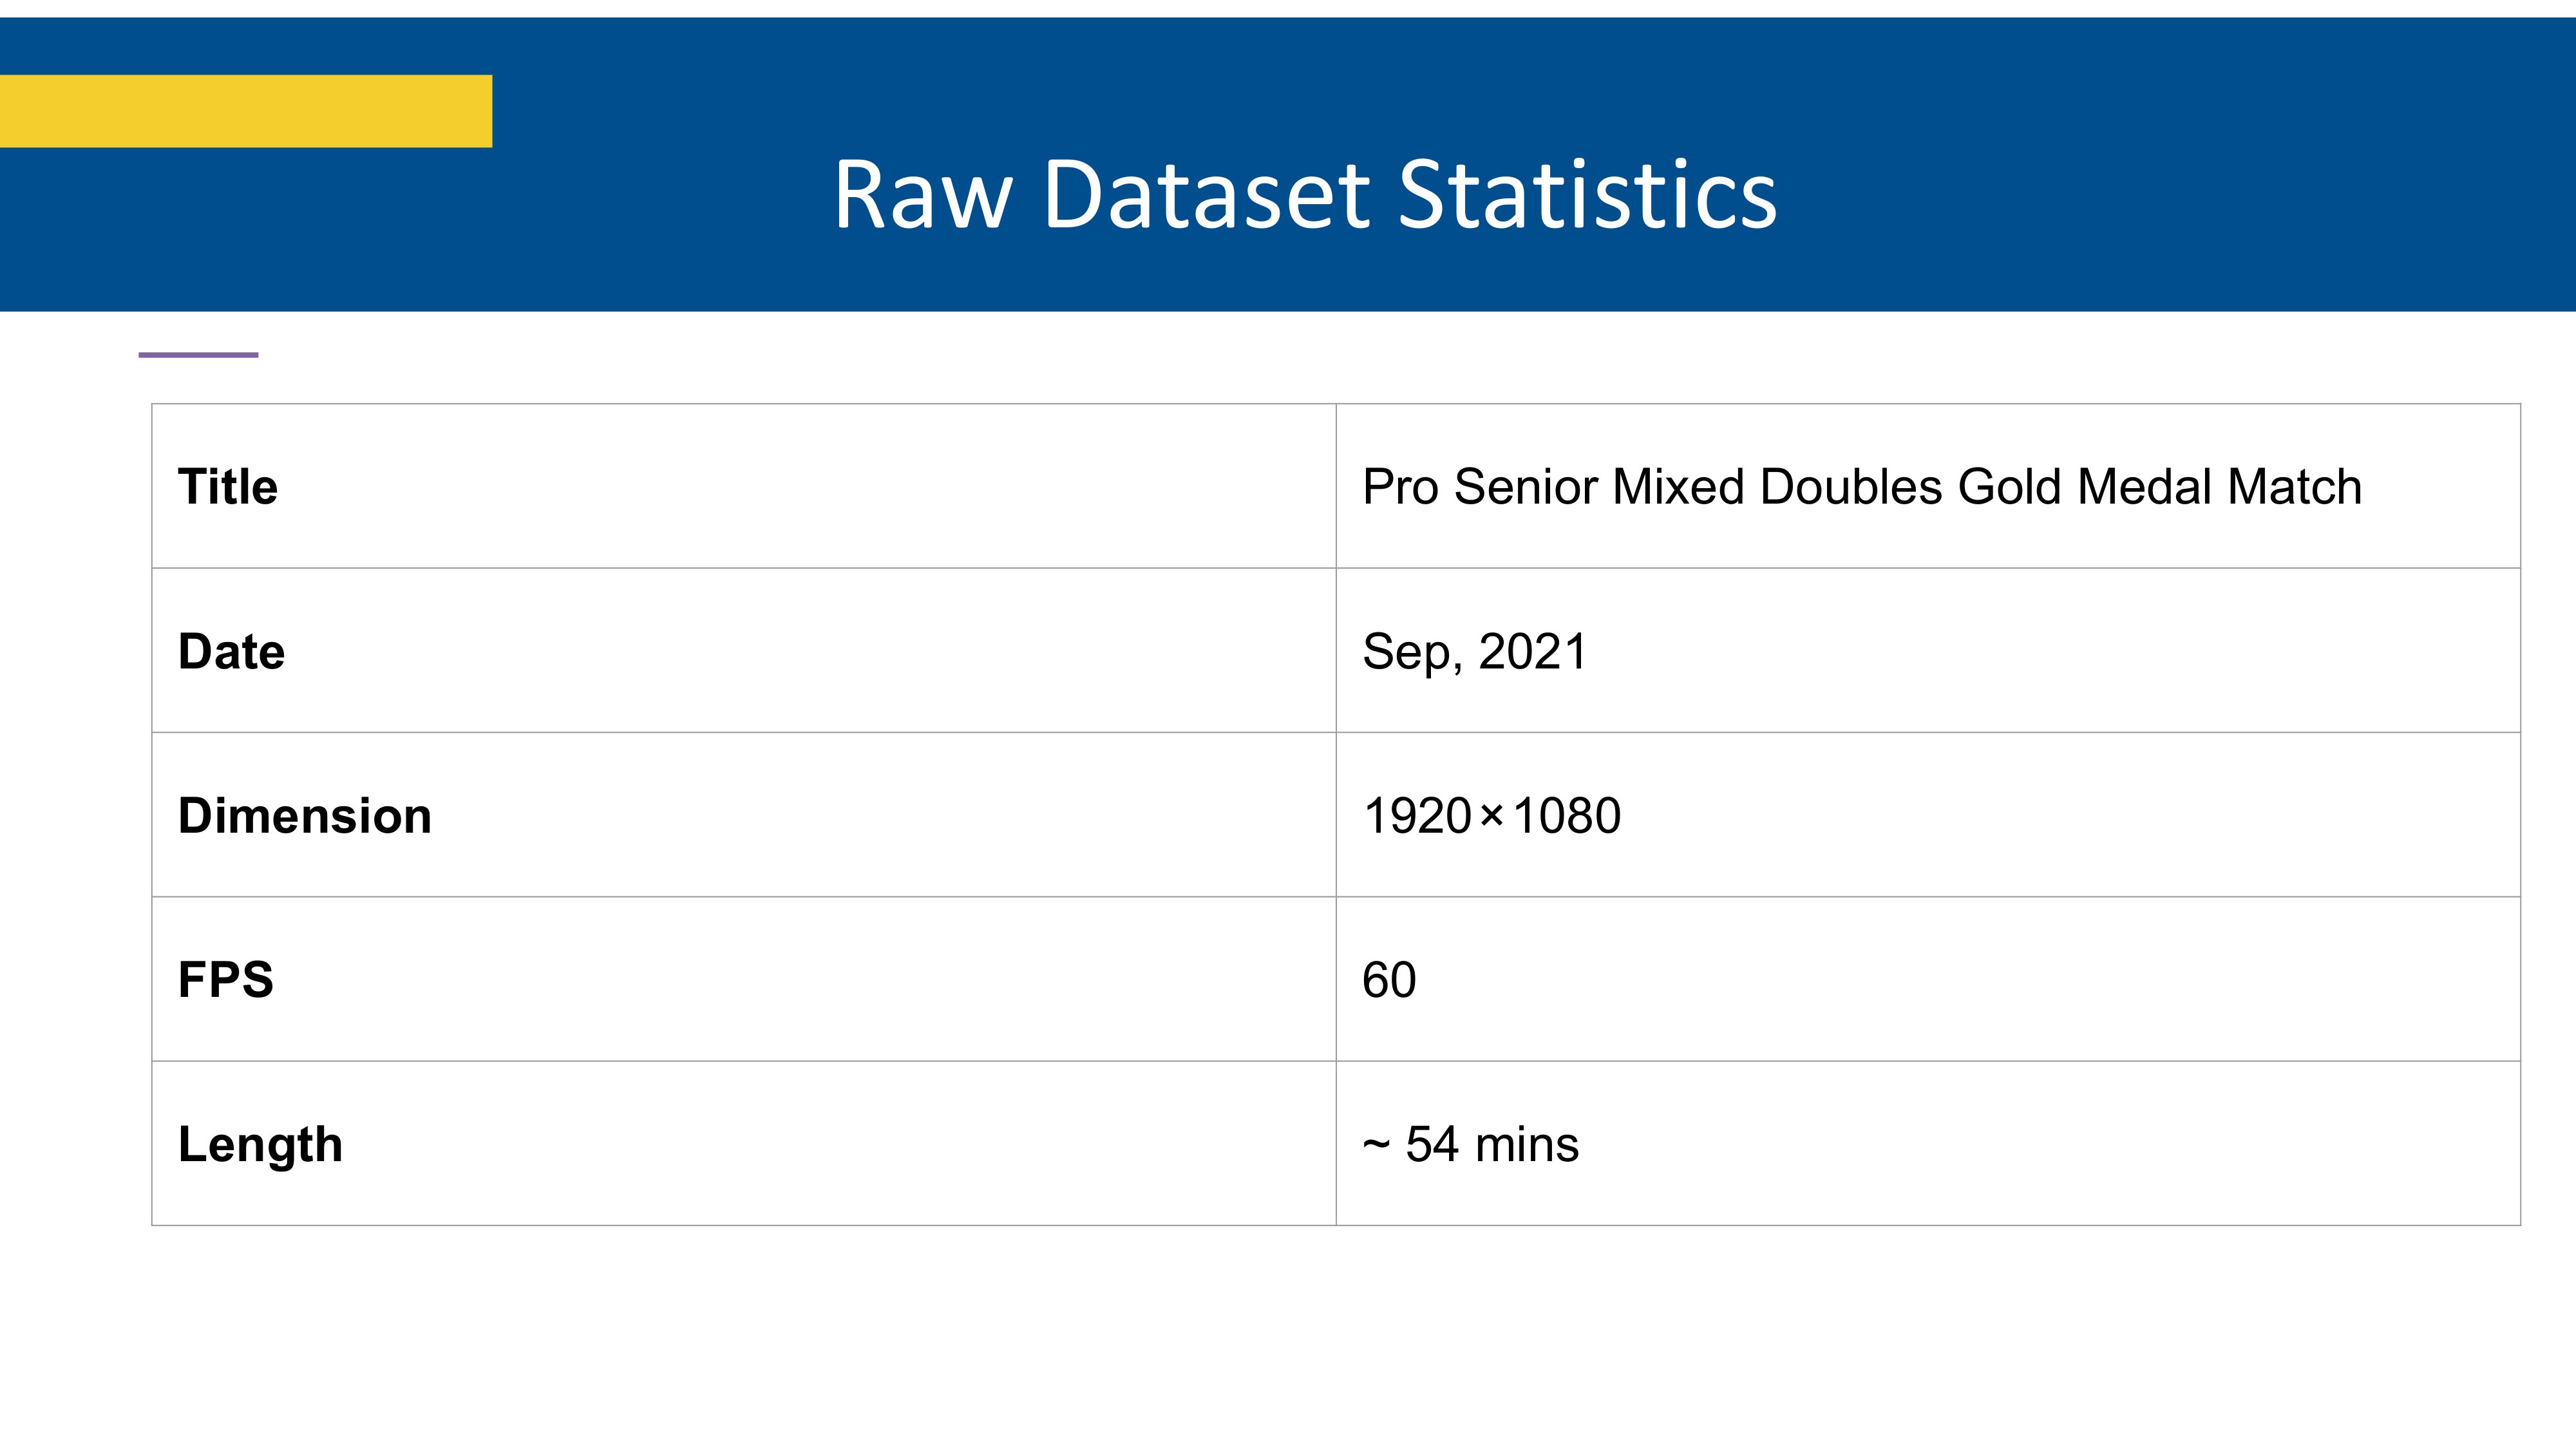 Raw Dataset Statistics
Title
Pro Senior Mixed Doubles Gold Medal Match
Date
Sep, 2021
Dimension
1920×1080
FPS
60
Length
~ 54 mins